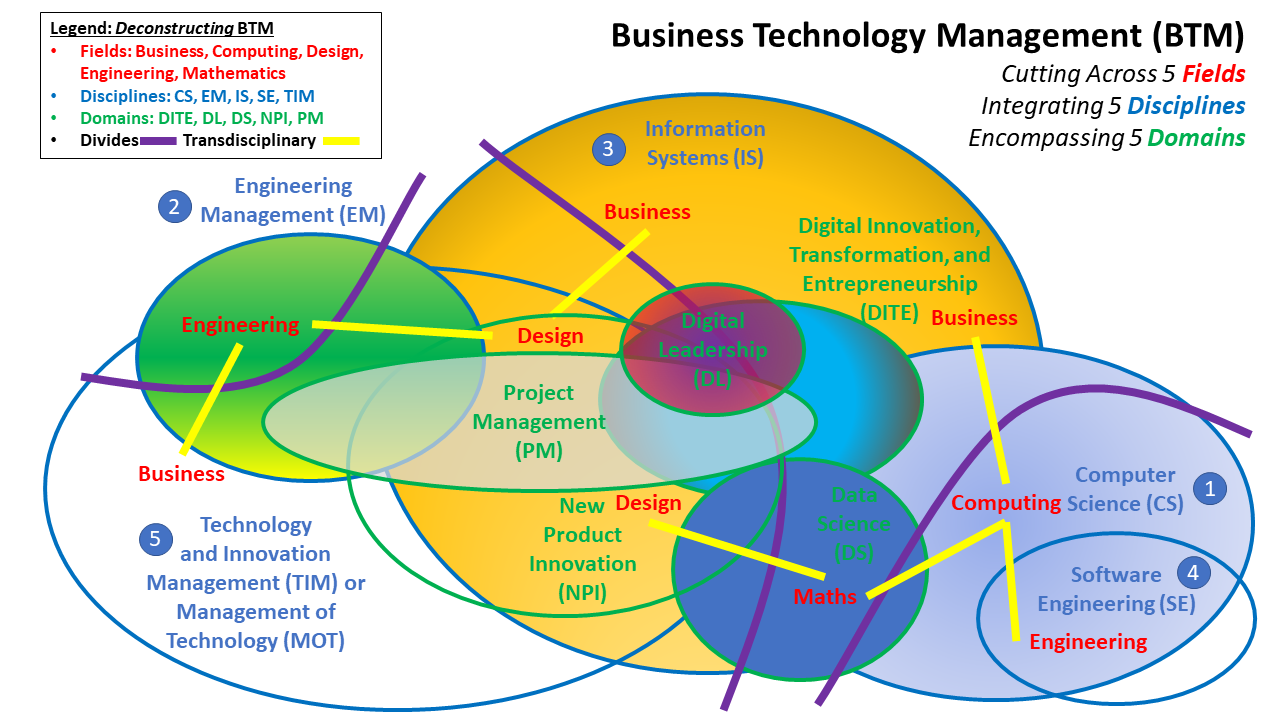 Legend: Deconstructing BTM
• Fields: Business, Computing, Design,
Engineering, Mathematics
• Disciplines: CS, EM, IS, SE, TIM
• Domains: DITE, DL, DS, NPI, PM
• Divides Transdisciplinary
Business Technology Management (BTM)
Cutting Across 5 Fields
Integrating 5 Disciplines
Encompassing 5 Domains
3
Information
Systems (IS)
2
Engineering
Management (EM)
Business
Digital Innovation,
Transformation, and
Entrepreneurship
(DITE)
Business
Engineering
Design
Digital
Leadership
(DL)
Project
Management
(PM)
Business
Computer
Science (CS)
1
Computing
Design
New
Product
Innovation
(NPI)
Data
Science
(DS)
Maths
5
Technology
and Innovation
Management (TIM) or
Management of
Technology (MOT)
Software
Engineering (SE)
4
Engineering